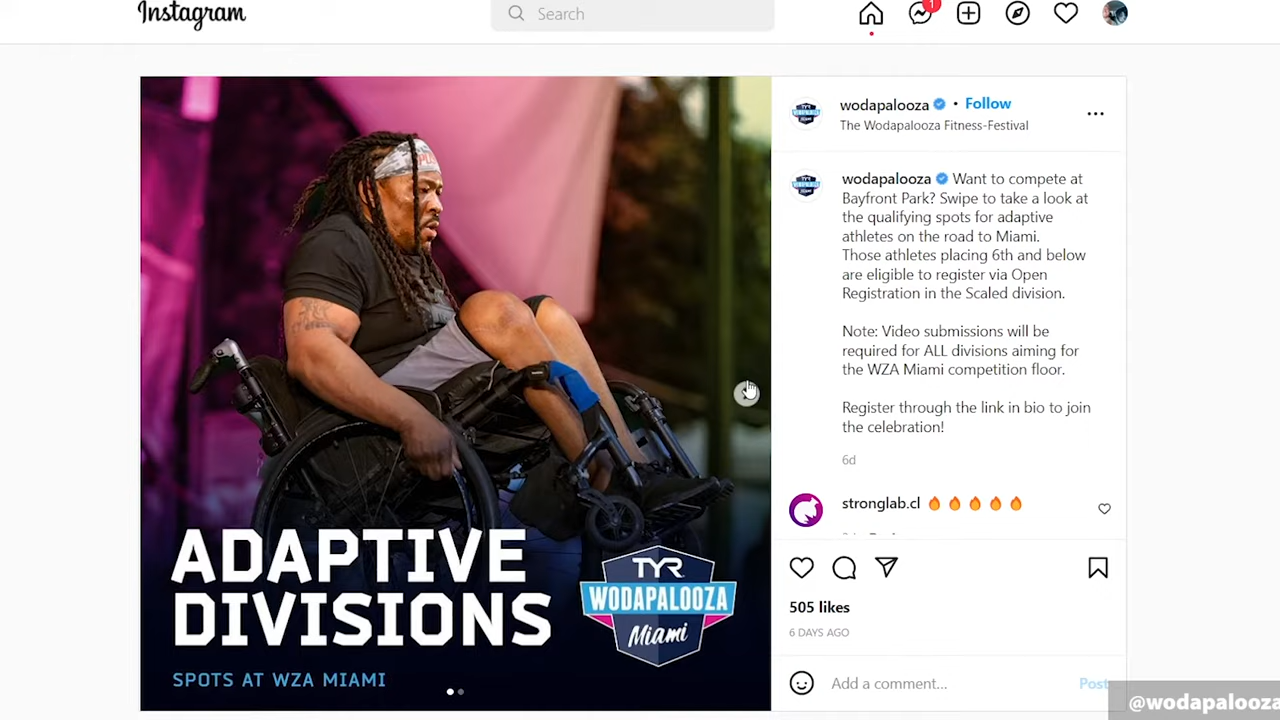 Instagram
Search
1
wodapalooza • Follow
The Wodapalooza Fitness-Festival
wodapalooza Want to compete at
Bayfront Park? Swipe to take a look at
the qualifying spots for adaptive
athletes on the road to Miami.
Those athletes placing 6th and below
are eligible to register via Open
Registration in the Scaled division.
Note: Video submissions will be
required for ALL divisions aiming for
the WZA Miami competition floor.
Register through the link in bio to join
the celebration!
6d
stronglab.cl 🔥🔥🔥🔥🔥
505 likes
6 DAYS AGO
Add a comment...
Post
ADAPTIVE
DIVISIONS
SPOTS AT WZA MIAMI
TYR
WODAPALOOZA
Miami
@wodapalooza